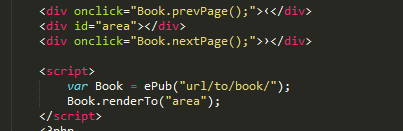 <div onclick="Book.prevPage();">‹</div>
<div id="area"></div>
<div onclick="Book.nextPage();">›</div>
<script>
var Book = ePub("url/to/book/");
Book.renderTo("area");
</script>
<?php